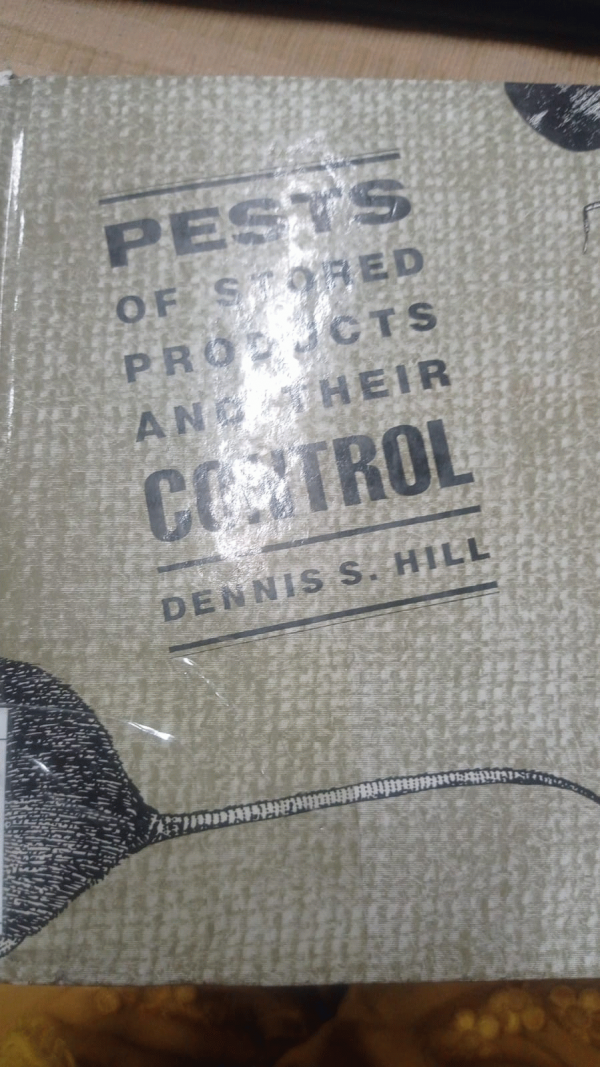 PESTS
OF STORED
PRODUCTS
AND THEIR
CONTROL
DENNIS S. HILL